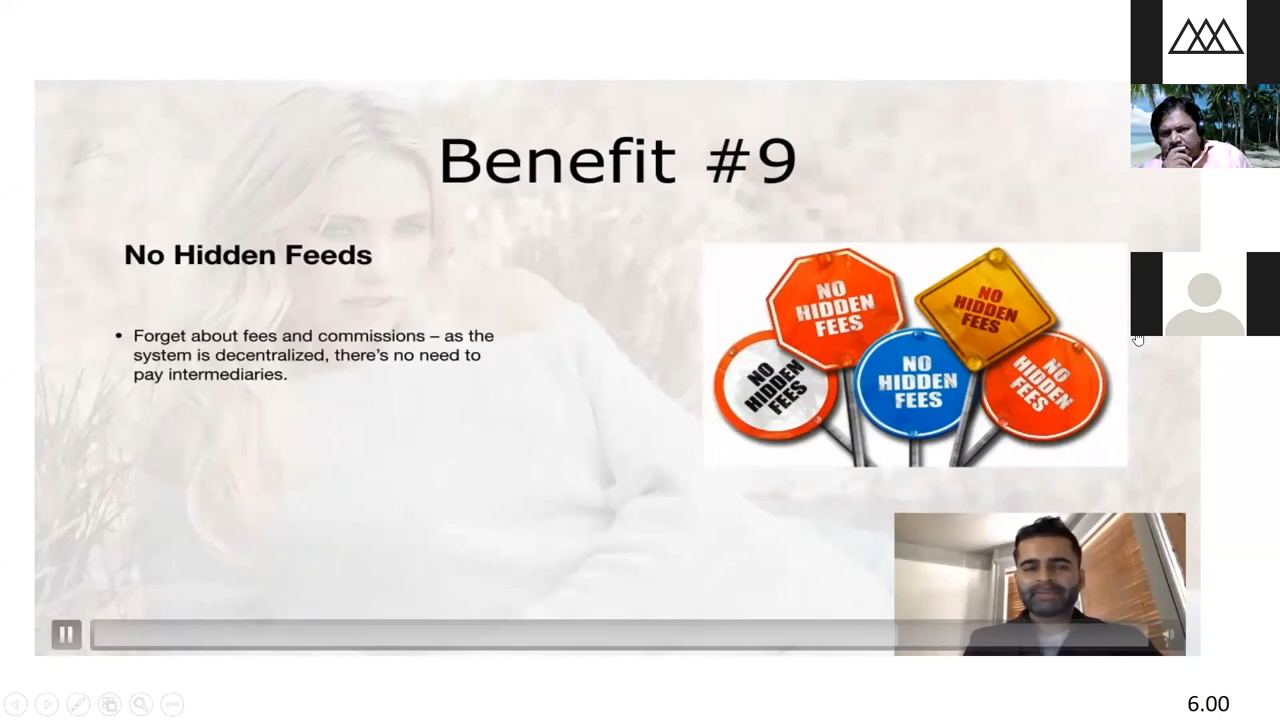 Benefit #9
No Hidden Feeds
• Forget about fees and commissions – as the
system is decentralized, there's no need to
pay intermediaries.
NO
HIDDEN
FEES
NO
HIDDEN
FEES
NO
HIDDEN
FEES
NO
HIDDEN
FEES
NO
HIDDEN
FEES
6.00